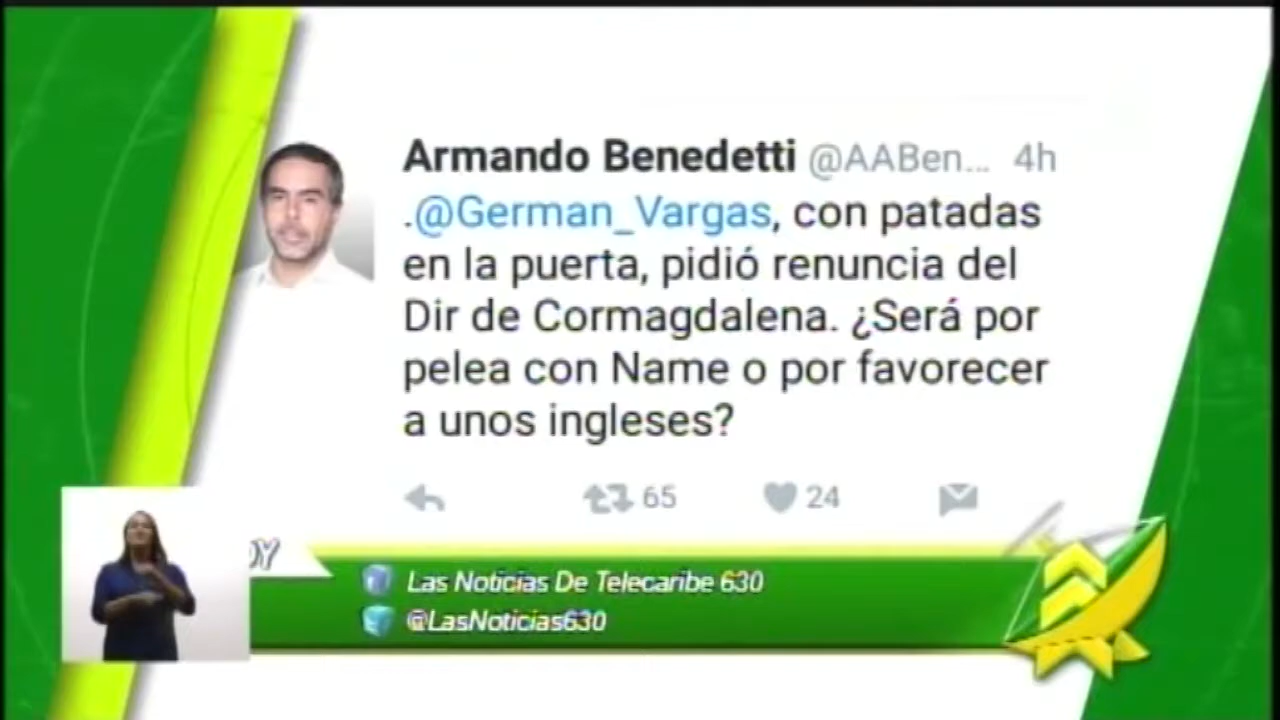 Armando Benedetti @AABen... 4h
.@German_Vargas, con patadas
en la puerta, pidió renuncia del
Dir de Cormagdalena. ¿Será por
pelea con Name o por favorecer
a unos ingleses?
65 24
Las Noticias De Telecaribe 630
@LasNoticias630